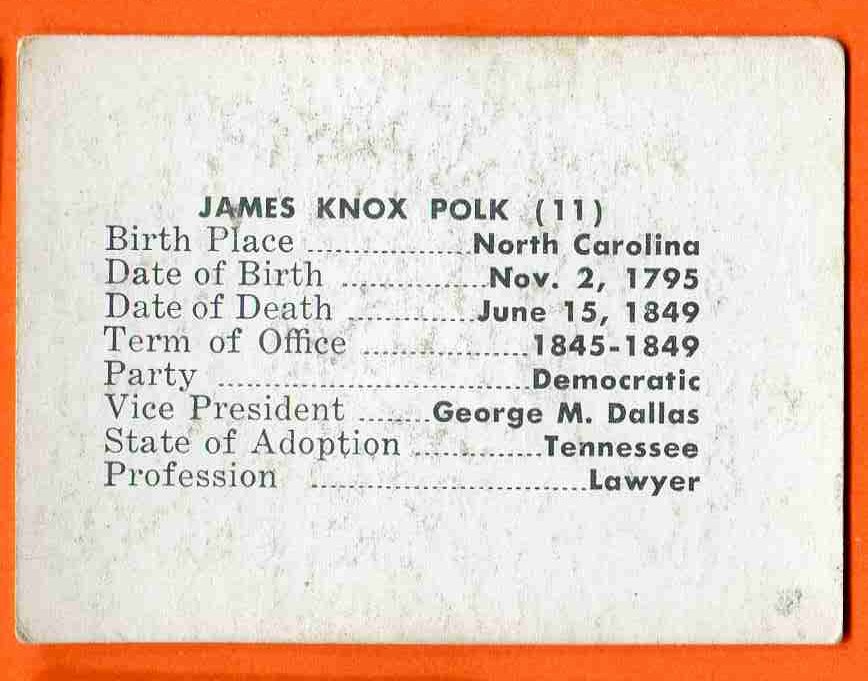 JAMES KNOX POLK (11)
Birth Place ..................North Carolina
Date of Birth ................Nov. 2, 1795
Date of Death ..............June 15, 1849
Term of Office ..................1845-1849
Party ..................................Democratic
Vice President ........George M. Dallas
State of Adoption ..............Tennessee
Profession ..............................Lawyer